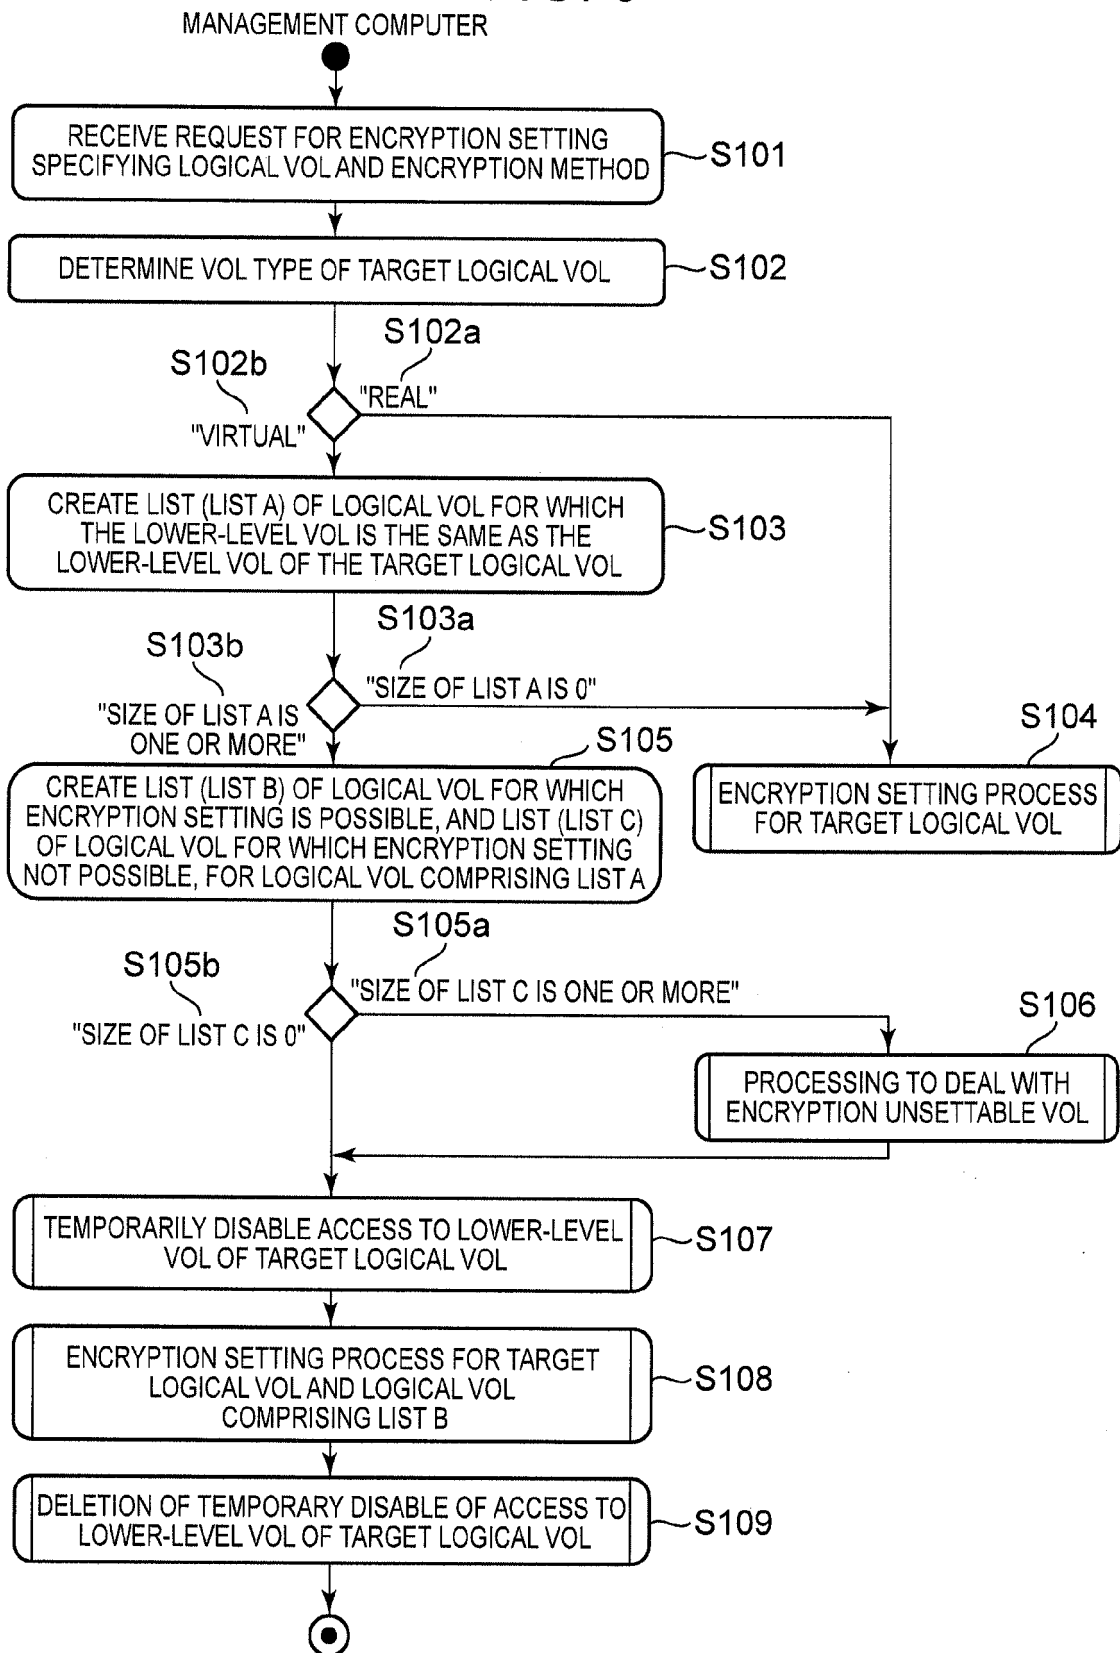 MANAGEMENT COMPUTER
RECEIVE REQUEST FOR ENCRYPTION SETTING
SPECIFYING LOGICAL VOL AND ENCRYPTION METHOD
S101
DETERMINE VOL TYPE OF TARGET LOGICAL VOL
S102
S102a
S102b
"REAL"
"VIRTUAL"
CREATE LIST (LIST A) OF LOGICAL VOL FOR WHICH
THE LOWER-LEVEL VOL IS THE SAME AS THE
LOWER-LEVEL VOL OF THE TARGET LOGICAL VOL
S103
S103a
S103b
"SIZE OF LIST A IS 0"
"SIZE OF LIST A IS
ONE OR MORE"
S104
ENCRYPTION SETTING PROCESS
FOR TARGET LOGICAL VOL
S105
CREATE LIST (LIST B) OF LOGICAL VOL FOR WHICH
ENCRYPTION SETTING IS POSSIBLE, AND LIST (LIST C)
OF LOGICAL VOL FOR WHICH ENCRYPTION SETTING
NOT POSSIBLE, FOR LOGICAL VOL COMPRISING LIST A
S105a
S105b
"SIZE OF LIST C IS ONE OR MORE"
"SIZE OF LIST C IS 0"
S106
PROCESSING TO DEAL WITH
ENCRYPTION UNSETTABLE VOL
TEMPORARILY DISABLE ACCESS TO LOWER-LEVEL
VOL OF TARGET LOGICAL VOL
S107
ENCRYPTION SETTING PROCESS FOR TARGET
LOGICAL VOL AND LOGICAL VOL
COMPRISING LIST B
S108
DELETION OF TEMPORARY DISABLE OF ACCESS TO
LOWER-LEVEL VOL OF TARGET LOGICAL VOL
S109